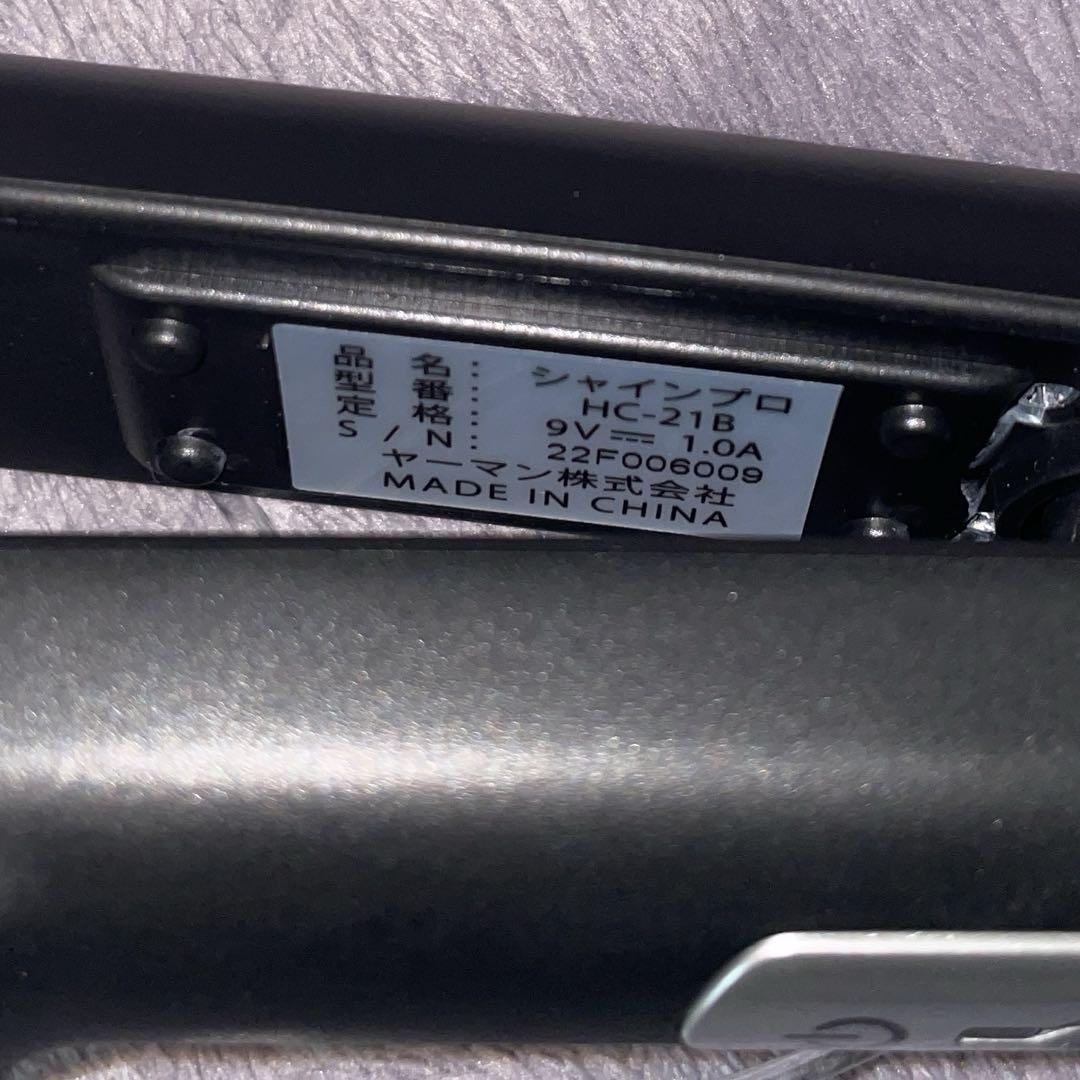 品名：シャインプロ
型番：HC-21B
定格：9V⎓1.0A
S/N：22F006009
ヤーマン株式会社
MADE IN CHINA